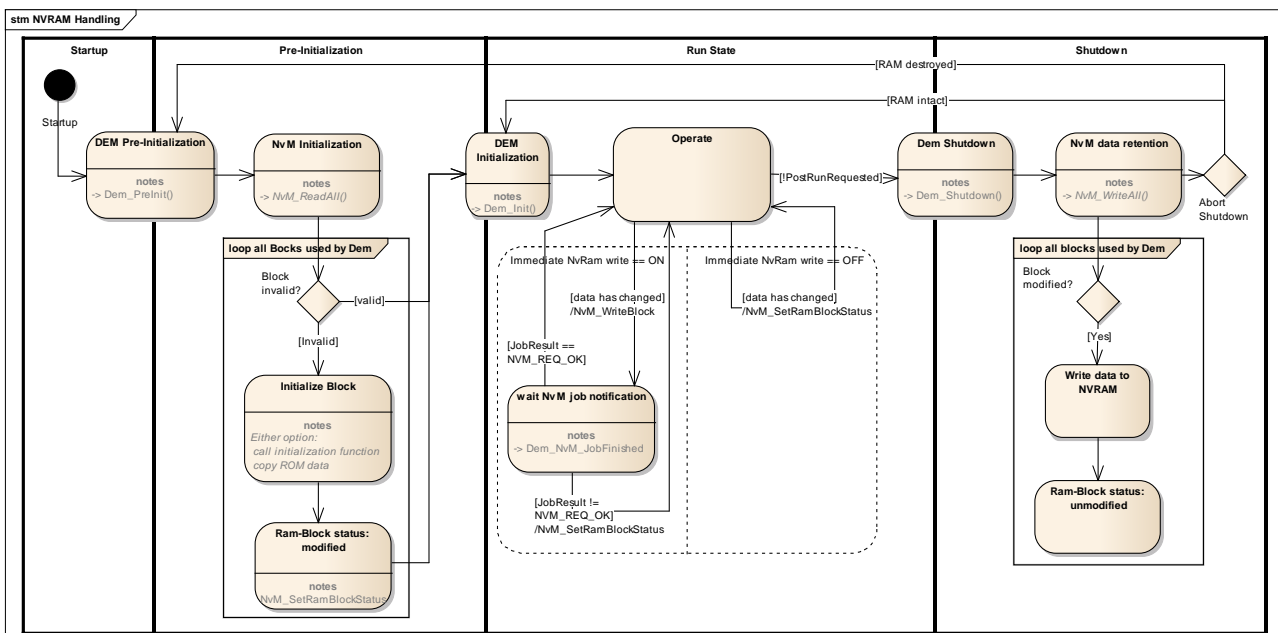 stm NVRAM Handling
Startup
Pre-Initialization
Run State
Shutdown
[RAM destroyed]
[RAM intact]
Startup
DEM Pre-Initialization
notes
-> Dem_PreInit()
NvM Initialization
notes
-> NvM_ReadAll()
loop all Bocks used by Dem
Block
invalid?
[valid]
[Invalid]
Initialize Block
notes
Either option:
call initialization function
copy ROM data
Ram-Block status:
modified
notes
NvM_SetRamBlockStatus
DEM
Initialization
notes
-> Dem_Init()
Operate
[!PostRunRequested]
Immediate NvRam write == ON
Immediate NvRam write == OFF
[data has changed]
/NvM_WriteBlock
[data has changed]
/NvM_SetRamBlockStatus
[JobResult ==
NVM_REQ_OK]
wait NvM job notification
notes
-> Dem_NvM_JobFinished
[JobResult !=
NVM_REQ_OK]
/NvM_SetRamBlockStatus
Dem Shutdown
notes
-> Dem_Shutdown()
NvM data retention
notes
-> NvM_WriteAll()
Abort
Shutdown
loop all blocks used by Dem
Block
modified?
[Yes]
Write data to
NVRAM
Ram-Block status:
unmodified